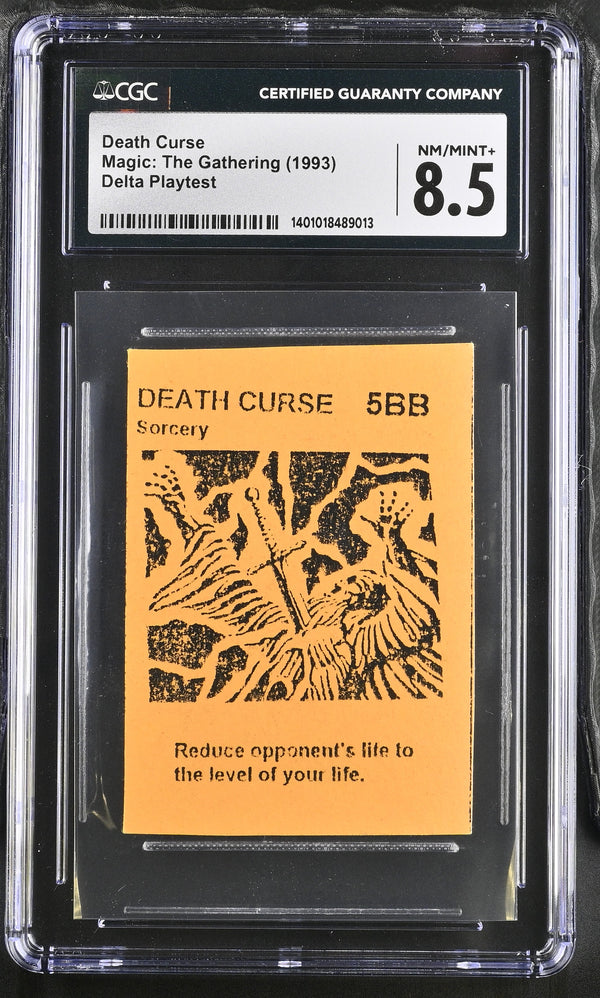 CGC
CERTIFIED GUARANTY COMPANY
Death Curse
Magic: The Gathering (1993)
Delta Playtest
NM/MINT+
8.5
1401018489013
DEATH CURSE 5BB
Sorcery
Reduce opponent's life to
the level of your life.